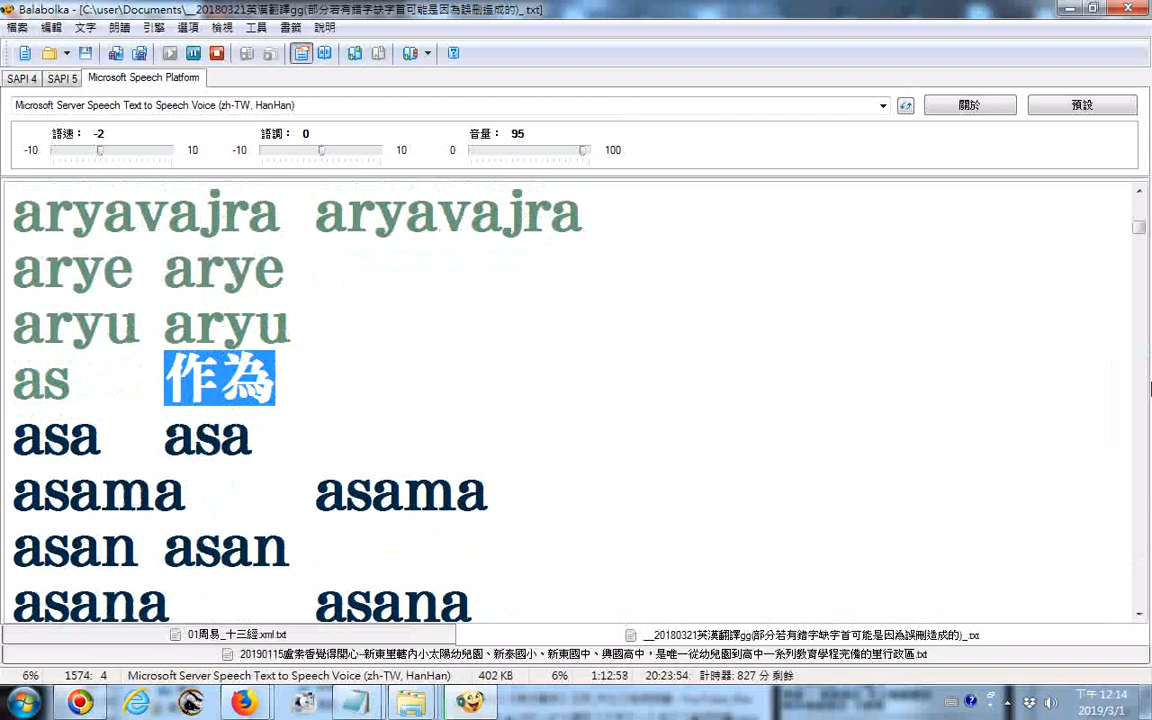 Balabolka - [C:\user\Documents\__20180321英漢翻譯gg(部分若有錯字缺字首可能是因為誤刪造成的)_.txt]
檔案 編輯 文字 朗讀 引擎 選項 檢視 工具 書籤 說明
SAPI 4 SAPI 5 Microsoft Speech Platform
Microsoft Server Speech Text to Speech Voice (zh-TW, HanHan) 關於 預設
語速： -2 語調： 0 音量： 95
-10 10 -10 10 0 100
aryavajra aryavajra
arye arye
aryu aryu
as 作為
asa asa
asama asama
asan asan
asana asana
01周易_十三經.xml.txt __20180321英漢翻譯gg(部分若有錯字缺字首可能是因為誤刪造成的)_.txt
20190115盧素香覺得開心-新東里轄內小太陽幼兒園、新泰國小、新東國中、興國高中，是唯一從幼兒園到高中一系列教育學程完備的里行政區.txt
6% 1574: 4 Microsoft Server Speech Text to Speech Voice (zh-TW, HanHan) 402 KB 6% 1:12:58 20:23:54 計時器: 827 分 剩餘
下午 12:14
2019/3/1